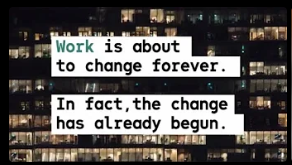 Work is about
to change forever.
In fact,the change
has already begun.